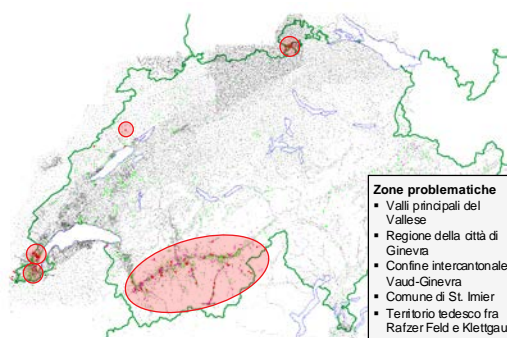 Zone problematiche
▪ Valli principali del
Vallese
▪ Regione della città di
Ginevra
▪ Confine intercantonale
Vaud-Ginevra
▪ Comune di St. Imier
▪ Territorio tedesco fra
Rafzer Feld e Klettgau